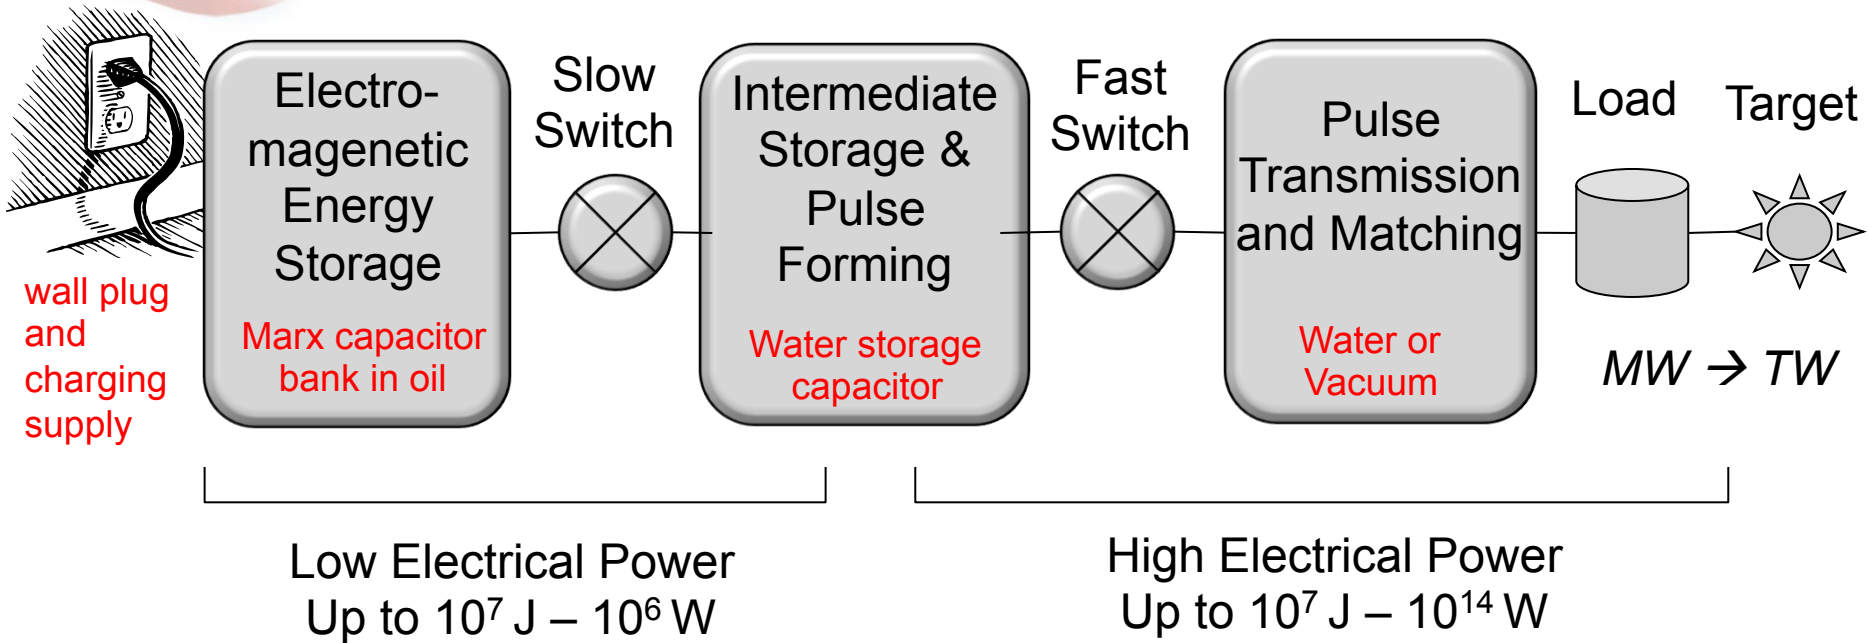 wall plug
and
charging
supply
Electro-
magenetic
Energy
Storage
Marx capacitor
bank in oil
Slow
Switch
Intermediate
Storage &
Pulse
Forming
Water storage
capacitor
Fast
Switch
Pulse
Transmission
and Matching
Water or
Vacuum
Load
Target
MW → TW
Low Electrical Power
Up to 10⁷ J – 10⁶ W
High Electrical Power
Up to 10⁷ J – 10¹⁴ W